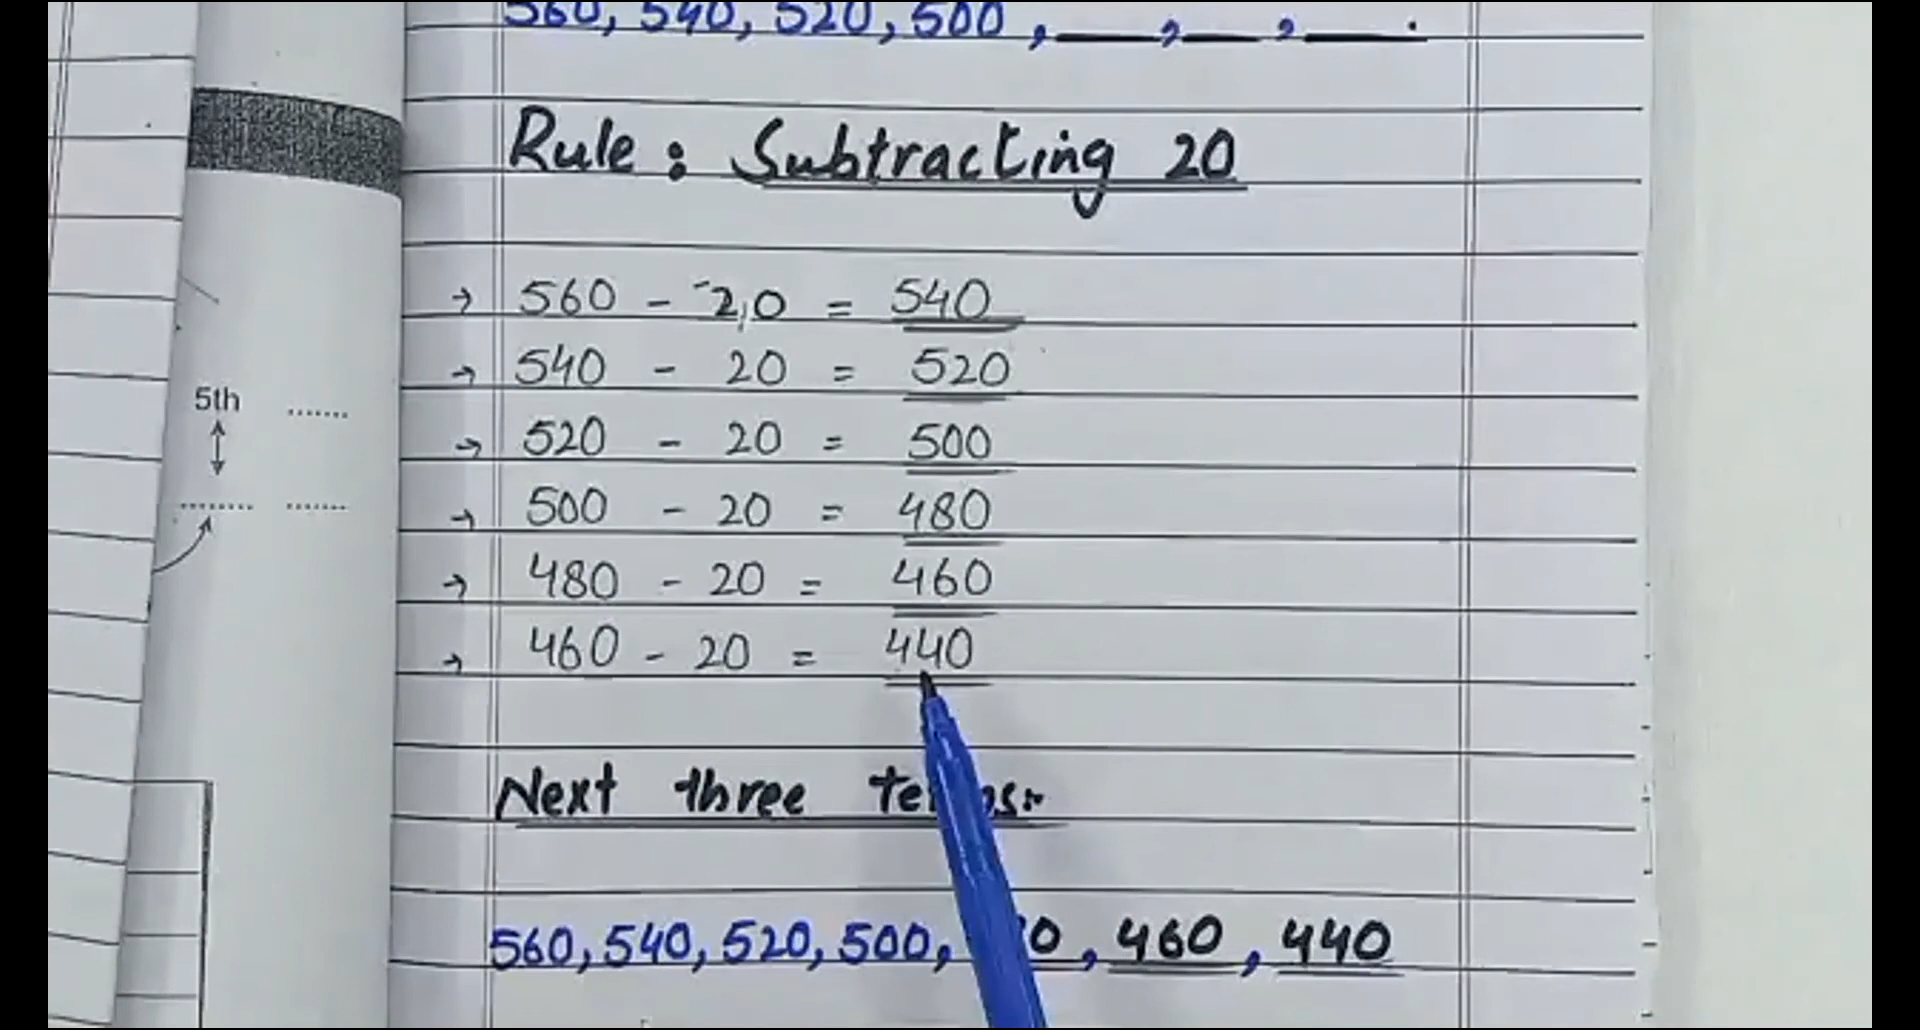 560, 540, 520, 500, ___, ___, ___.
Rule: Subtracting 20
→ 560 - 20 = 540
→ 540 - 20 = 520
→ 520 - 20 = 500
→ 500 - 20 = 480
→ 480 - 20 = 460
→ 460 - 20 = 440
Next three
560, 540, 520, 500, 460, 440
5th ......
........ ......